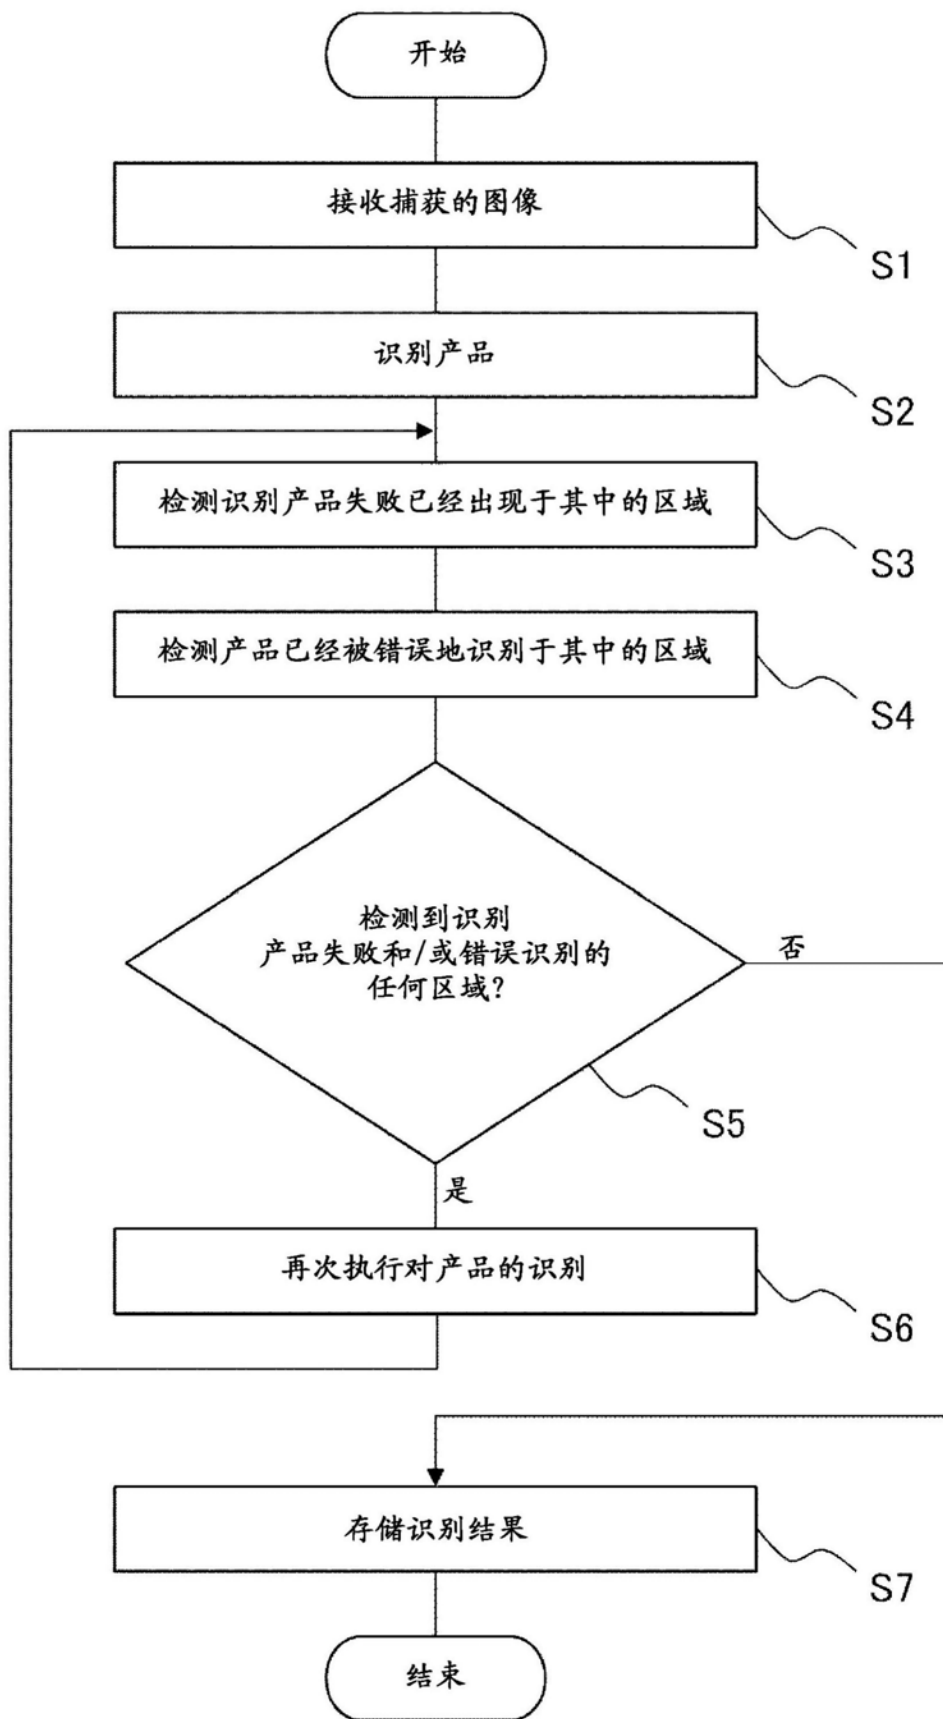 开始
接收捕获的图像
S1
识别产品
S2
检测识别产品失败已经出现于其中的区域
S3
检测产品已经被错误地识别于其中的区域
S4
检测到识别
产品失败和/或错误识别的
任何区域?
否
S5
是
再次执行对产品的识别
S6
存储识别结果
S7
结束